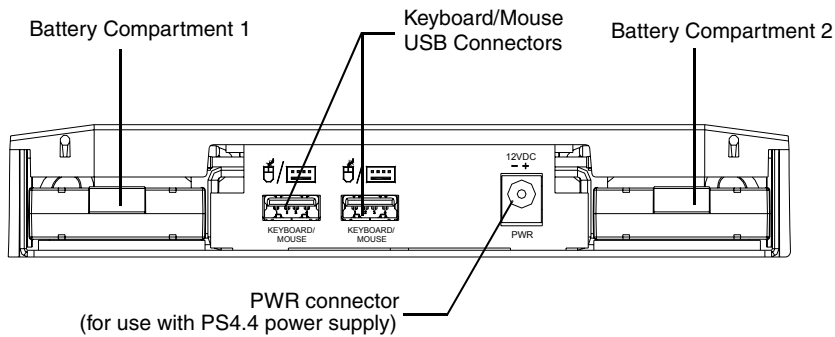 Battery Compartment 1
Keyboard/Mouse
USB Connectors
Battery Compartment 2
12VDC
- +
KEYBOARD/
MOUSE
KEYBOARD/
MOUSE
PWR
PWR connector
(for use with PS4.4 power supply)